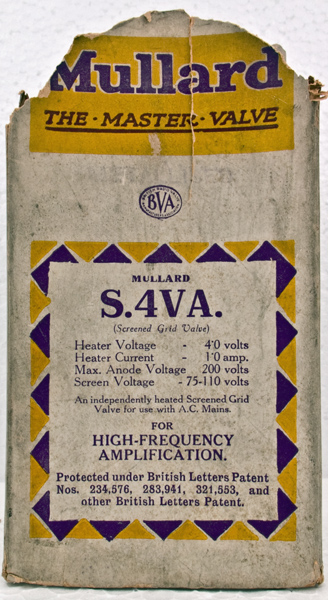 Mullard
THE · MASTER · VALVE
BVA
MULLARD
S.4VA.
(Screened Grid Valve)
Heater Voltage - 4·0 volts
Heater Current - 1·0 amp.
Max. Anode Voltage 200 volts
Screen Voltage - 75-110 volts
An independently heated Screened Grid
Valve for use with A.C. Mains.
FOR
HIGH-FREQUENCY
AMPLIFICATION.
Protected under British Letters Patent
Nos. 234,576, 283,941, 321,553, and
other British Letters Patent.